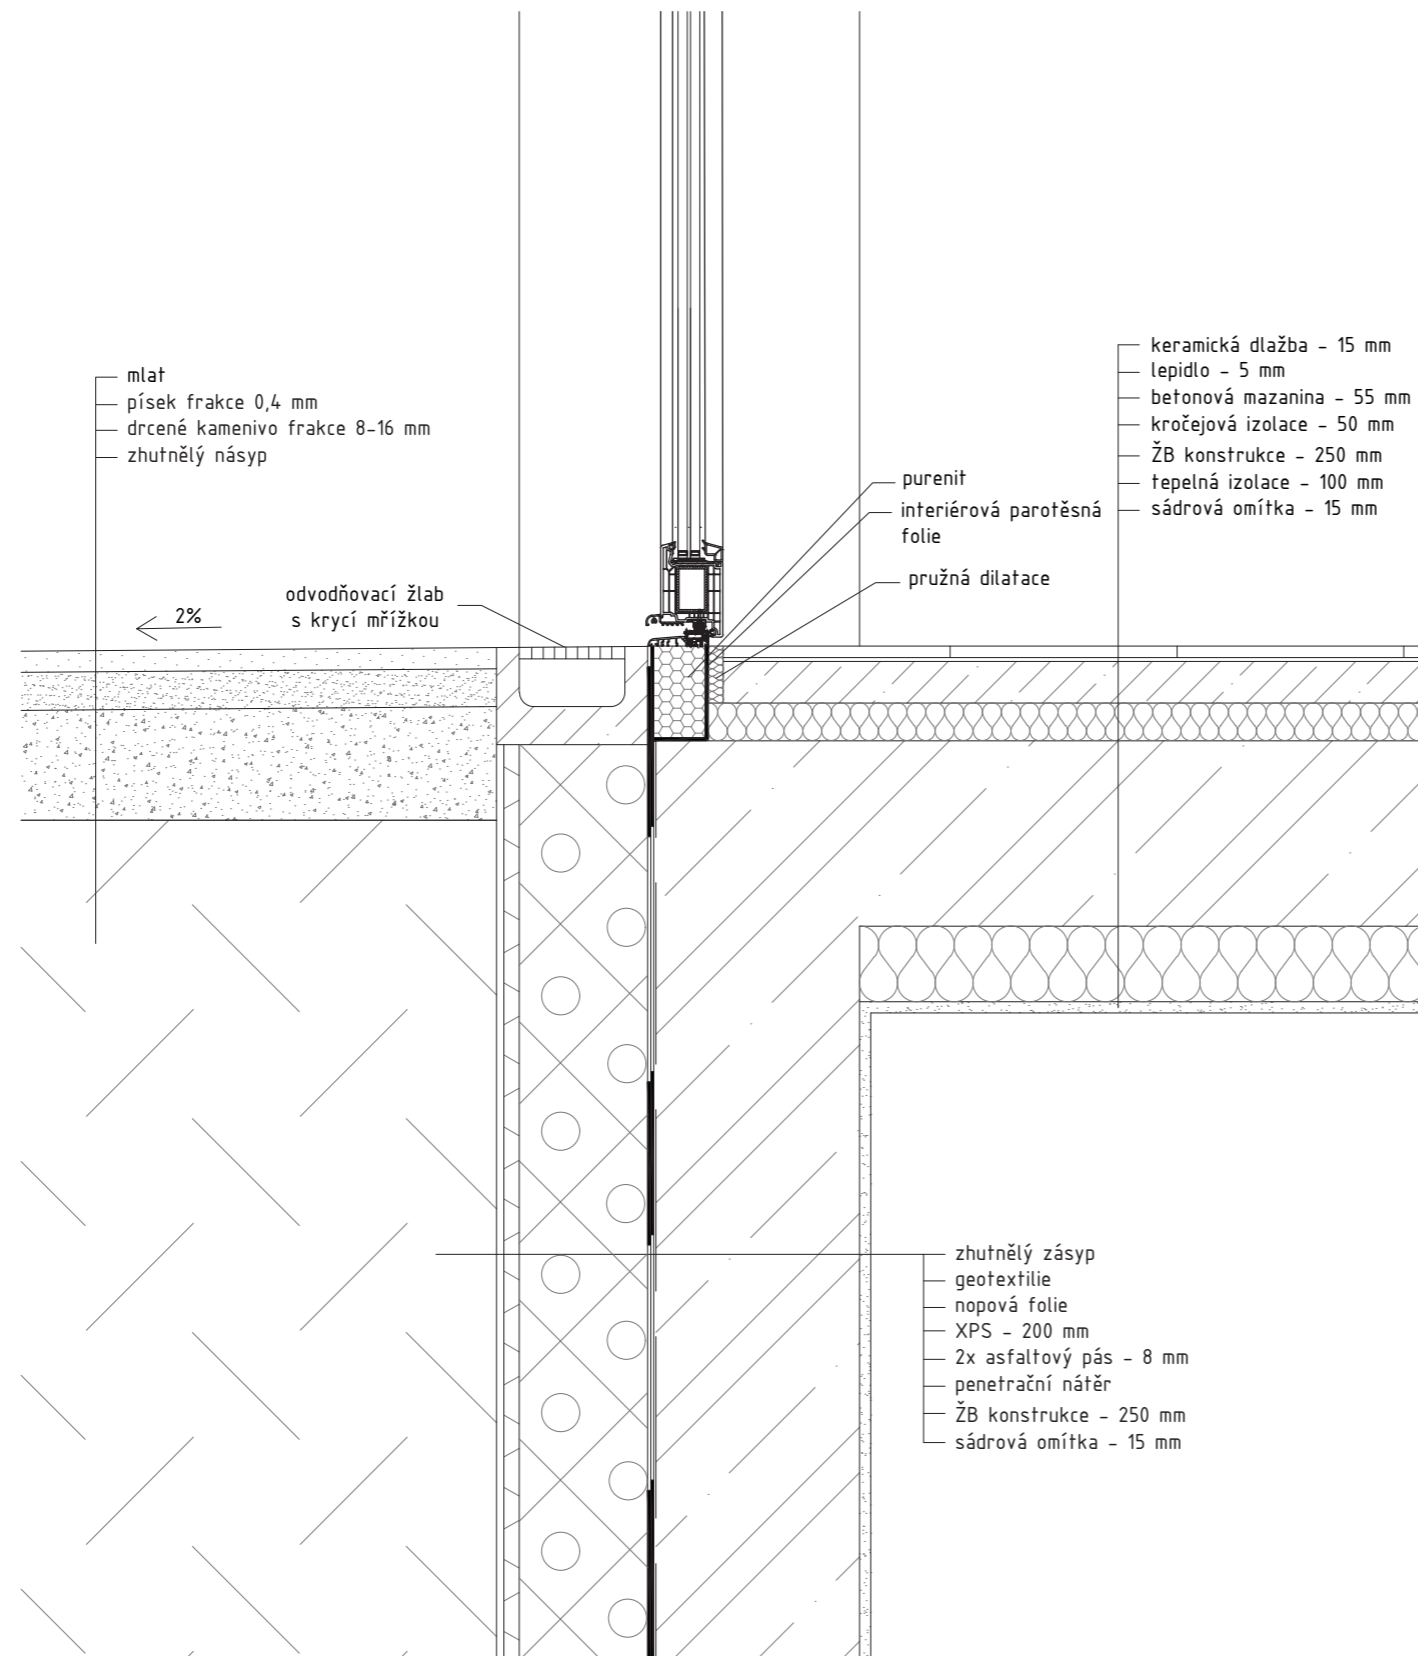 mlat
písek frakce 0,4 mm
drcené kamenivo frakce 8-16 mm
zhutnělý násyp
keramická dlažba - 15 mm
lepidlo - 5 mm
betonová mazanina - 55 mm
kročejová izolace - 50 mm
ŽB konstrukce - 250 mm
tepelná izolace - 100 mm
sádrová omítka - 15 mm
purenit
interiérová parotěsná
folie
pružná dilatace
odvodňovací žlab
s krycí mřížkou
2%
zhutnělý zásyp
geotextilie
nopová folie
XPS - 200 mm
2x asfaltový pás - 8 mm
penetrační nátěr
ŽB konstrukce - 250 mm
sádrová omítka - 15 mm